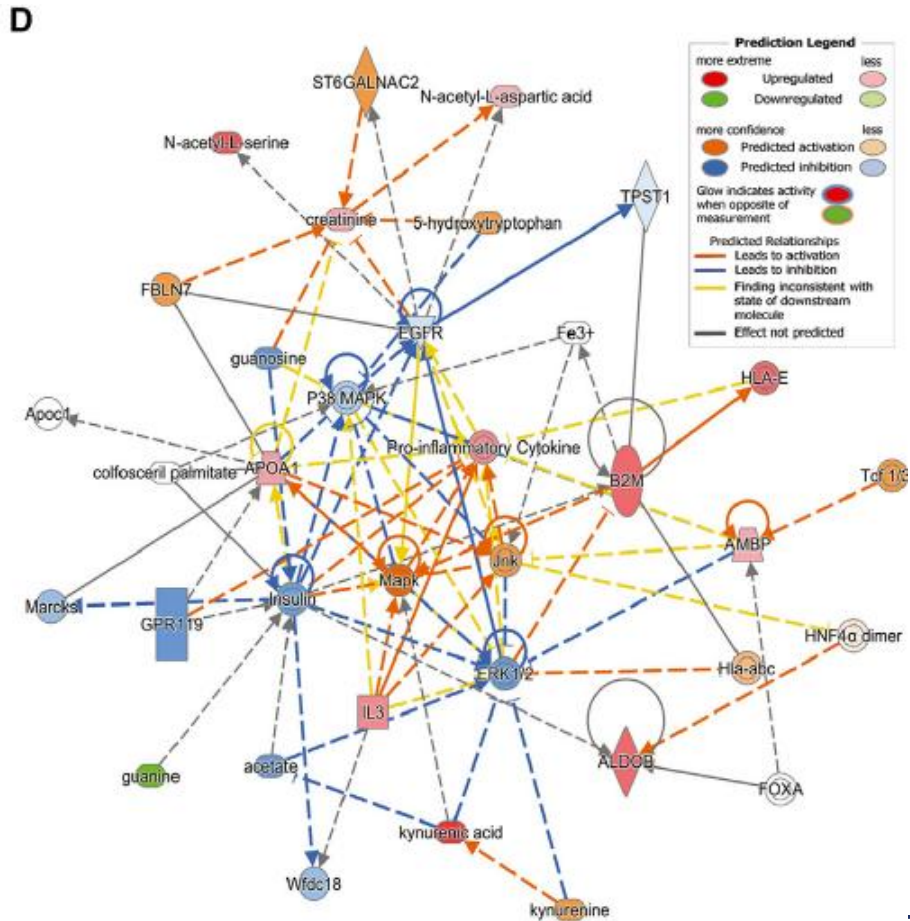 D
Prediction Legend
more extreme
less
Upregulated
Downregulated
more confidence
less
Predicted activation
Predicted inhibition
Glow indicates activity
when opposite of
measurement
Predicted Relationships
Leads to activation
Leads to inhibition
Finding inconsistent with
state of downstream
molecule
Effect not predicted
ST6GALNAC2
N-acetyl-L-aspartic acid
N-acetyl-L-serine
TPST1
creatinine
5-hydroxytryptophan
FBLN7
EGFR
Fe3+
guanosine
HLA-E
P38 MAPK
Apoc1
Pro-inflammatory Cytokine
colfosceril palmitate
APOA1
B2M
Tcf 1/3
AMBP
Jnk
Mapk
Insulin
Marcks
GPR119
HNF4α dimer
ERK1/2
Hla-abc
IL3
ALDOB
guanine
acetate
FOXA
kynurenic acid
Wfdc18
kynurenine